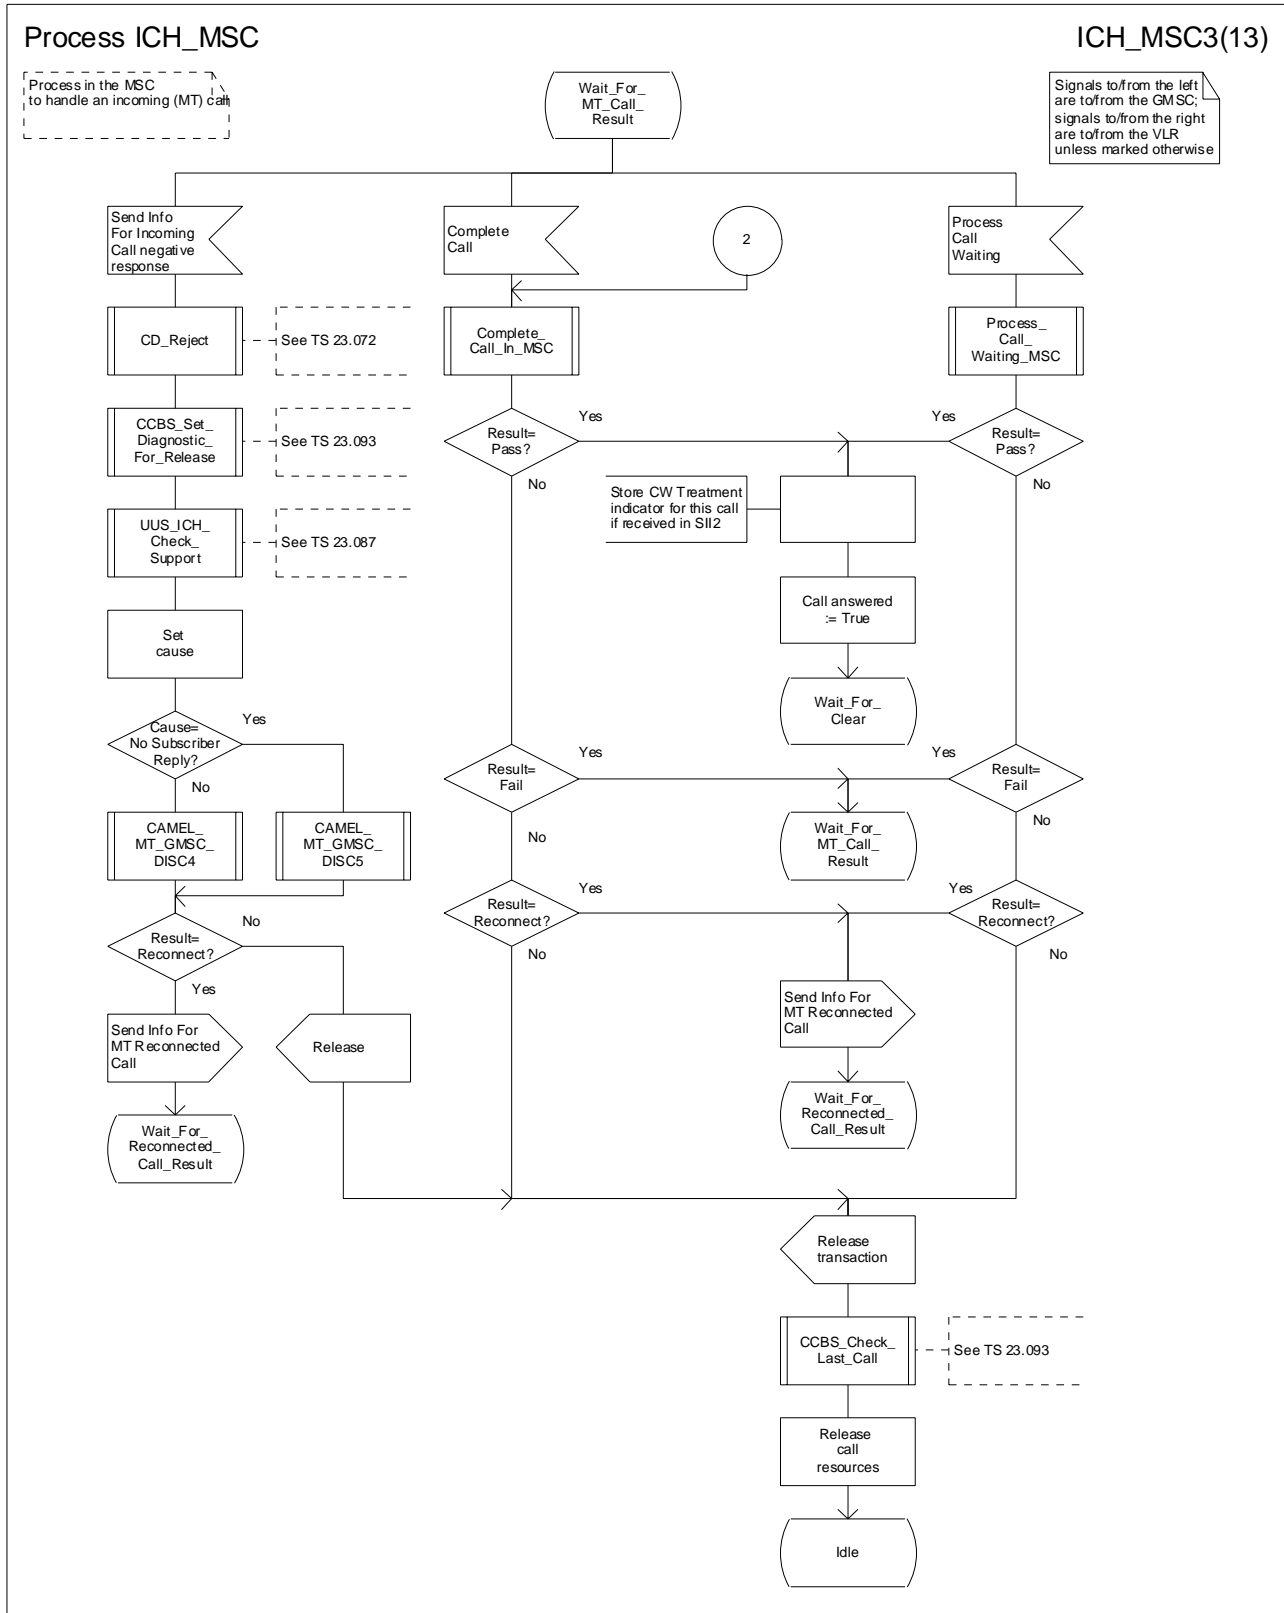 Process ICH_MSC
ICH_MSC3(13)
Process in the MSC
to handle an incoming (MT) call
Wait_For_
MT_Call_
Result
Signals to/from the left
are to/from the GMSC;
signals to/from the right
are to/from the VLR
unless marked otherwise
Send Info
For Incoming
Call negative
response
Complete
Call
2
Process
Call
Waiting
CD_Reject
See TS 23.072
Complete_
Call_In_MSC
Process_
Call_
Waiting_MSC
CCBS_Set_
Diagnostic_
For_Release
See TS 23.093
Result=
Pass?
Yes
No
Yes
Result=
Pass?
No
Store CW Treatment
indicator for this call
if received in SII2
UUS_ICH_
Check_
Support
See TS 23.087
Call answered
:= True
Set
cause
Wait_For_
Clear
Cause=
No Subscriber
Reply?
Yes
No
Result=
Fail
Yes
No
Yes
Result=
Fail
No
CAMEL_
MT_GMSC_
DISC4
CAMEL_
MT_GMSC_
DISC5
Wait_For_
MT_Call_
Result
Result=
Reconnect?
No
Yes
Result=
Reconnect?
Yes
No
Yes
Result=
Reconnect?
No
Send Info For
MT Reconnected
Call
Release
Send Info For
MT Reconnected
Call
Wait_For_
Reconnected_
Call_Result
Wait_For_
Reconnected_
Call_Result
Release
transaction
CCBS_Check_
Last_Call
See TS 23.093
Release
call
resources
Idle